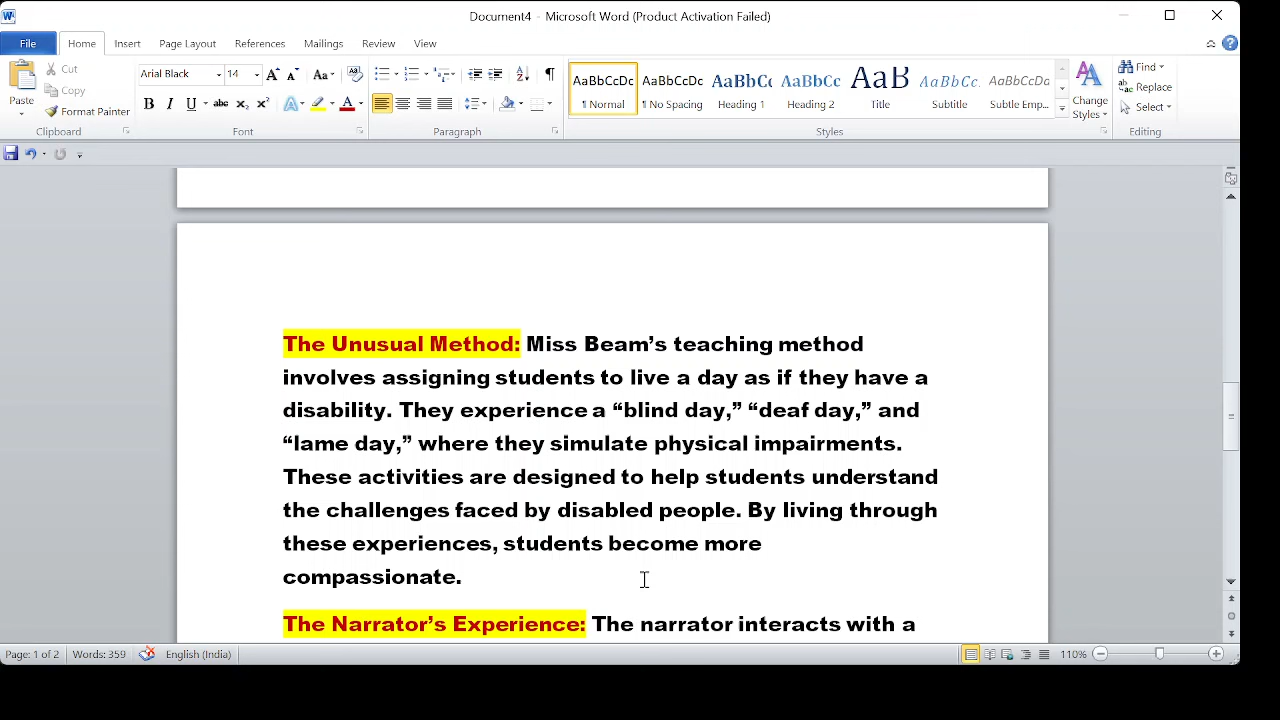 Document4 - Microsoft Word (Product Activation Failed)
File Home Insert Page Layout References Mailings Review View
Paste
Cut
Copy
Format Painter
Clipboard
Arial Black 14
Font
Paragraph
AaBbCcDc AaBbCcDc AaBbCc AaBbCc AaB AaBbCc. AaBbCcDc
¶ Normal ¶ No Spacing Heading 1 Heading 2 Title Subtitle Subtle Emp...
Change Styles
Styles
Find
Replace
Select
Editing
The Unusual Method: Miss Beam’s teaching method
involves assigning students to live a day as if they have a
disability. They experience a “blind day,” “deaf day,” and
“lame day,” where they simulate physical impairments.
These activities are designed to help students understand
the challenges faced by disabled people. By living through
these experiences, students become more
compassionate.
The Narrator’s Experience: The narrator interacts with a
Page: 1 of 2 Words: 359 English (India) 110%